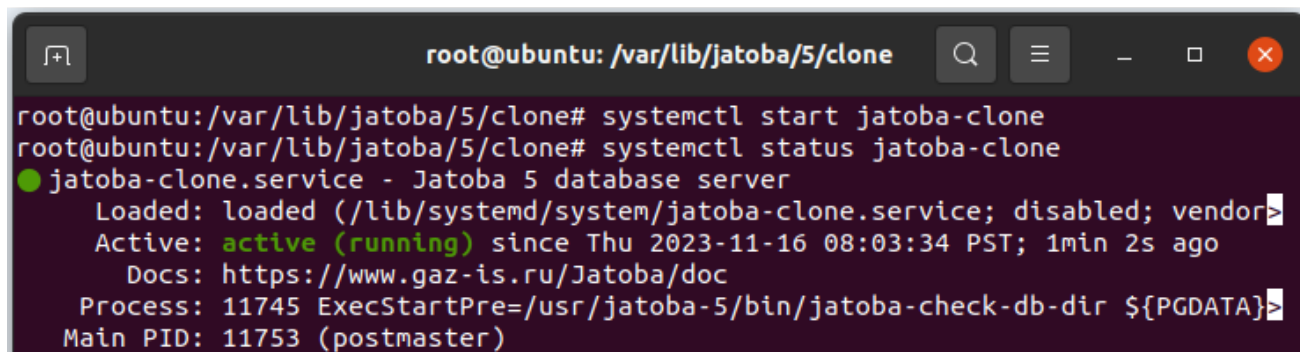 root@ubuntu: /var/lib/jatoba/5/clone
root@ubuntu:/var/lib/jatoba/5/clone# systemctl start jatoba-clone
root@ubuntu:/var/lib/jatoba/5/clone# systemctl status jatoba-clone
● jatoba-clone.service - Jatoba 5 database server
     Loaded: loaded (/lib/systemd/system/jatoba-clone.service; disabled; vendor>
     Active: active (running) since Thu 2023-11-16 08:03:34 PST; 1min 2s ago
       Docs: https://www.gaz-is.ru/Jatoba/doc
    Process: 11745 ExecStartPre=/usr/jatoba-5/bin/jatoba-check-db-dir ${PGDATA}>
   Main PID: 11753 (postmaster)